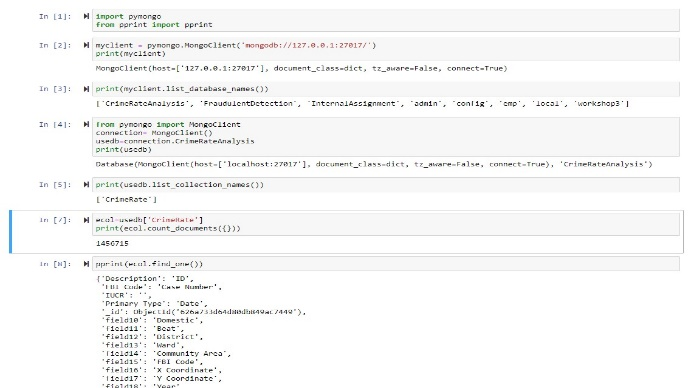 In [1]: import pymongo
from pprint import pprint
In [2]: myclient = pymongo.MongoClient('mongodb://127.0.0.1:27017/')
print(myclient)
MongoClient(host=['127.0.0.1:27017'], document_class=dict, tz_aware=False, connect=True)
In [3]: print(myclient.list_database_names())
['CrimeRateAnalysis', 'FraudulentDetection', 'InternalAssignment', 'admin', 'config', 'emp', 'local', 'workshop3']
In [4]: from pymongo import MongoClient
connection= MongoClient()
usedb=connection.CrimeRateAnalysis
print(usedb)
Database(MongoClient(host=['localhost:27017'], document_class=dict, tz_aware=False, connect=True), 'CrimeRateAnalysis')
In [5]: print(usedb.list_collection_names())
['CrimeRate']
In [7]: ecol=usedb['CrimeRate']
print(ecol.count_documents({}))
1456715
In [8]: pprint(ecol.find_one())
{'Description': 'ID',
'FBI Code': 'Case Number',
'IUCR': '',
'Primary Type': 'Date',
'_id': ObjectId('626a733d64d80db849ac7449'),
'field10': 'Domestic',
'field11': 'Beat',
'field12': 'District',
'field13': 'Ward',
'field14': 'Community Area',
'field15': 'FBI Code',
'field16': 'X Coordinate',
'field17': 'Y Coordinate',
'field18': 'Year',